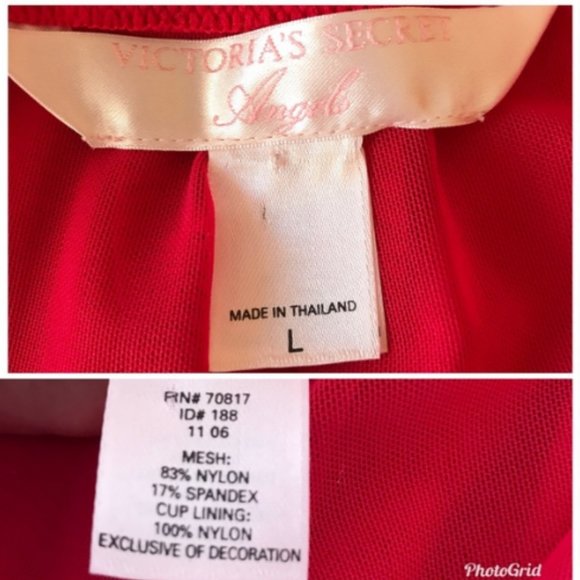 VICTORIA'S SECRET
Angels
MADE IN THAILAND
L
RN# 70817
ID# 188
11 06
MESH:
83% NYLON
17% SPANDEX
CUP LINING:
100% NYLON
EXCLUSIVE OF DECORATION
PhotoGrid